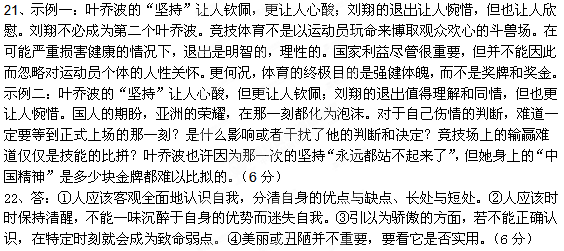 21、示例一：叶乔波的“坚持”让人钦佩，更让人心酸；刘翔的退出让人惋惜，但也让人欣
慰。刘翔不必成为第二个叶乔波。竞技体育不是以运动员玩命来博取观众欢心的斗兽场。在
可能严重损害健康的情况下，退出是明智的，理性的。国家利益尽管很重要，但并不能因此
而忽略对运动员个体的人性关怀。更何况，体育的终极目的是强健体魄，而不是奖牌和奖金。
示例二：叶乔波的“坚持”让人心酸，但更让人钦佩；刘翔的退出值得理解和同情，但也更
让人惋惜。国人的期盼，亚洲的荣耀，在那一刻都化为泡沫。对于自己伤情的判断，难道一
定要等到正式上场的那一刻？是什么影响或者干扰了他的判断和决定？竞技场上的输赢难
道仅仅是技能的比拼？叶乔波也许因为那一次的坚持“永远都站不起来了”，但她身上的“中
国精神”是多少块金牌都难以比拟的。（6 分）
22、答：①人应该客观全面地认识自我，分清自身的优点与缺点、长处与短处。②人应该时
时保持清醒，不能一味沉醉于自身的优势而迷失自我。③引以为骄傲的方面，若不能正确认
识，在特定时刻就会成为致命弱点。④美丽或丑陋并不重要，要看它是否实用。（6 分）